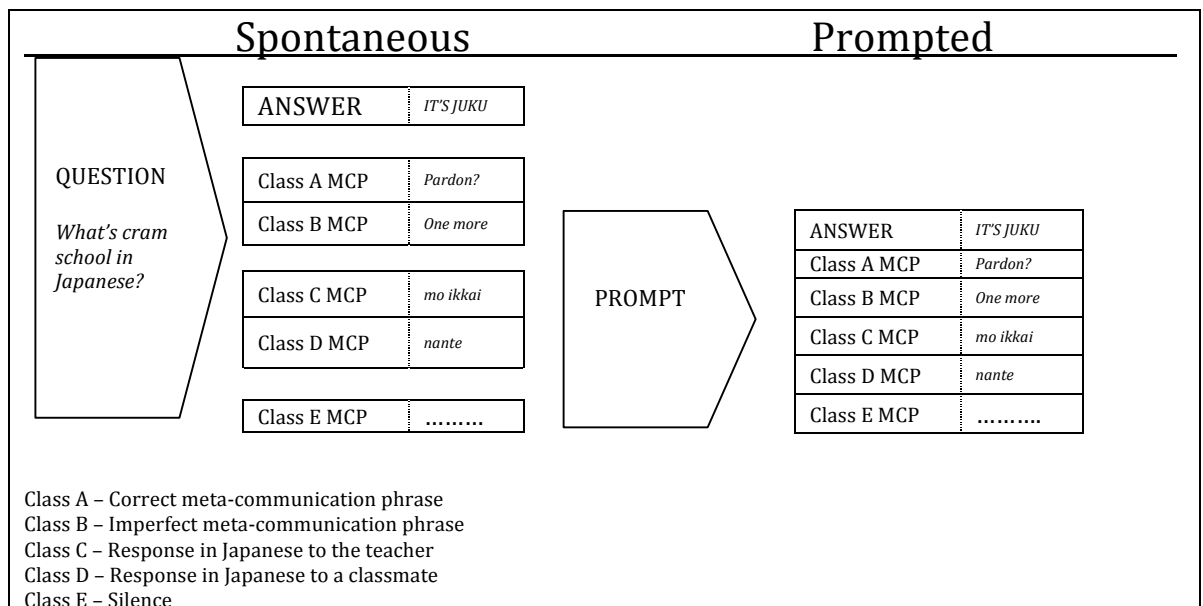 Spontaneous Prompted
QUESTION
What's cram
school in
Japanese?
ANSWER IT'S JUKU
Class A MCP Pardon?
Class B MCP One more
Class C MCP mo ikkai
Class D MCP nante
Class E MCP ………
PROMPT
ANSWER IT'S JUKU
Class A MCP Pardon?
Class B MCP One more
Class C MCP mo ikkai
Class D MCP nante
Class E MCP ……….
Class A – Correct meta-communication phrase
Class B – Imperfect meta-communication phrase
Class C – Response in Japanese to the teacher
Class D – Response in Japanese to a classmate
Class E – Silence